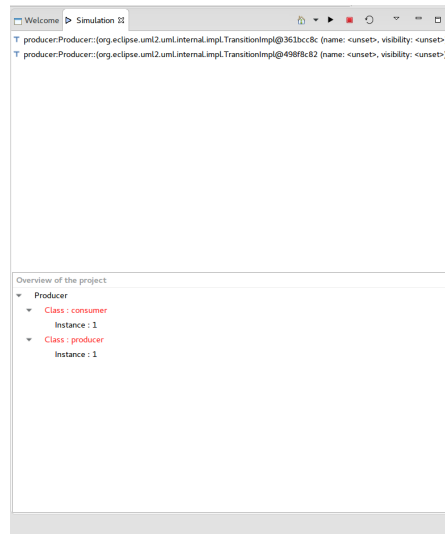 Welcome Simulation
producer:Producer::(org.eclipse.uml2.uml.internal.impl.TransitionImpl@361bcc8c (name: <unset>, visibility: <unset>
producer:Producer::(org.eclipse.uml2.uml.internal.impl.TransitionImpl@498f8c82 (name: <unset>, visibility: <unset>)
Overview of the project
Producer
Class : consumer
Instance : 1
Class : producer
Instance : 1